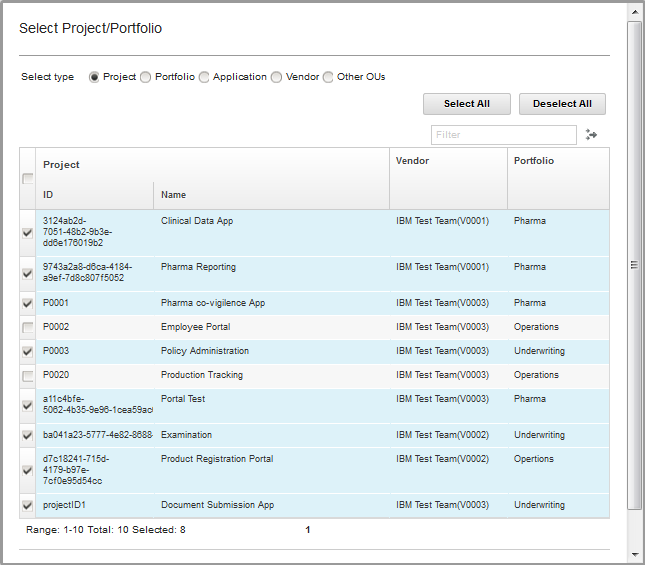 Select Project/Portfolio
Select type Project Portfolio Application Vendor Other OUs
Select All Deselect All
Filter
Project Vendor Portfolio
ID Name
3124ab2d- Clinical Data App IBM Test Team(V0001) Pharma
7051-48b2-9b3e-
dd6e176019b2
9743a2a8-d6ca-4184- Pharma Reporting IBM Test Team(V0001) Pharma
a9ef-7d8c807f5052
P0001 Pharma co-vigilence App IBM Test Team(V0003) Pharma
P0002 Employee Portal IBM Test Team(V0003) Operations
P0003 Policy Administration IBM Test Team(V0003) Underwriting
P0020 Production Tracking IBM Test Team(V0003) Operations
a11c4bfe- Portal Test IBM Test Team(V0003) Pharma
5062-4b35-9e96-1cea59ac
ba041a23-5777-4e82-8688- Examination IBM Test Team(V0002) Underwriting
d7c18241-715d- Product Registration Portal IBM Test Team(V0002) Opertions
4179-b97e-
7cf0e95d54cc
projectID1 Document Submission App IBM Test Team(V0003) Underwriting
Range: 1-10 Total: 10 Selected: 8 1